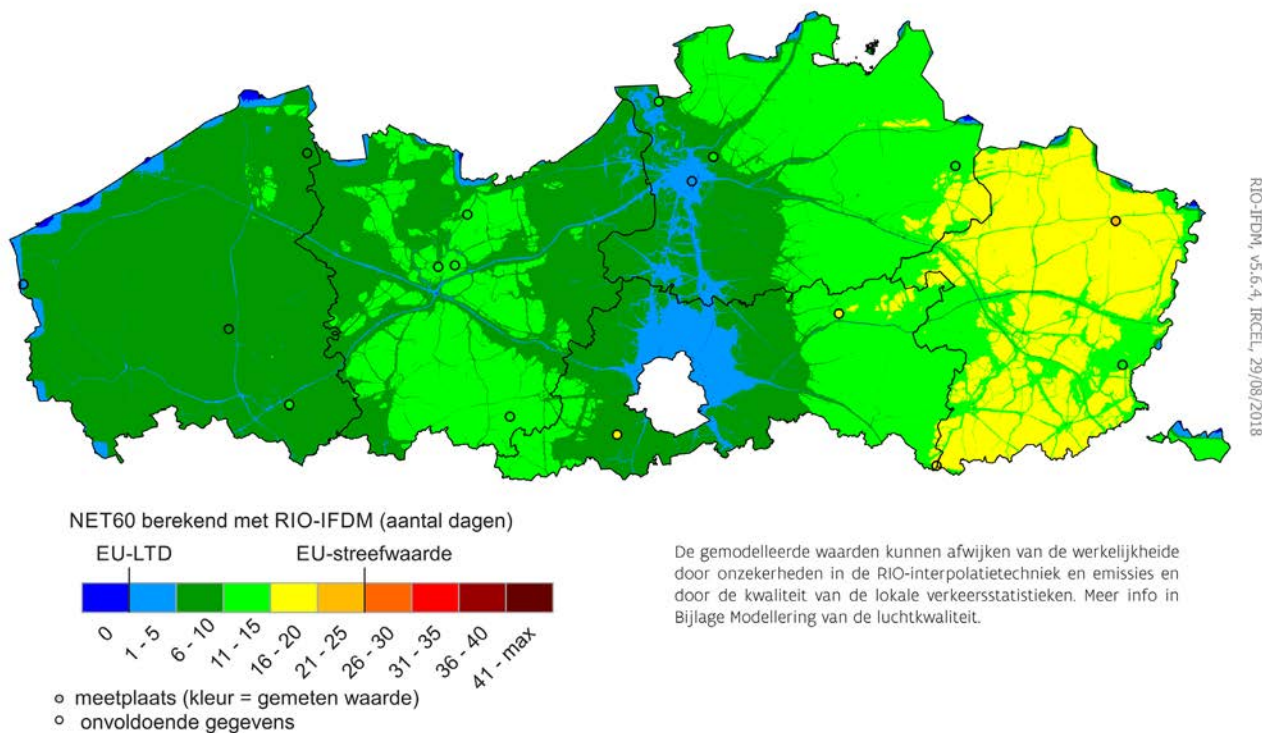 RIO-IFDM, v5.6.4, IRCEL, 29/08/2018
NET60 berekend met RIO-IFDM (aantal dagen)
EU-LTD EU-streefwaarde
0
1 - 5
6 - 10
11 - 15
16 - 20
21 - 25
26 - 30
31 - 35
36 - 40
41 - max
meetplaats (kleur = gemeten waarde)
onvoldoende gegevens
De gemodelleerde waarden kunnen afwijken van de werkelijkheide
door onzekerheden in de RIO-interpolatietechniek en emissies en
door de kwaliteit van de lokale verkeersstatistieken. Meer info in
Bijlage Modellering van de luchtkwaliteit.